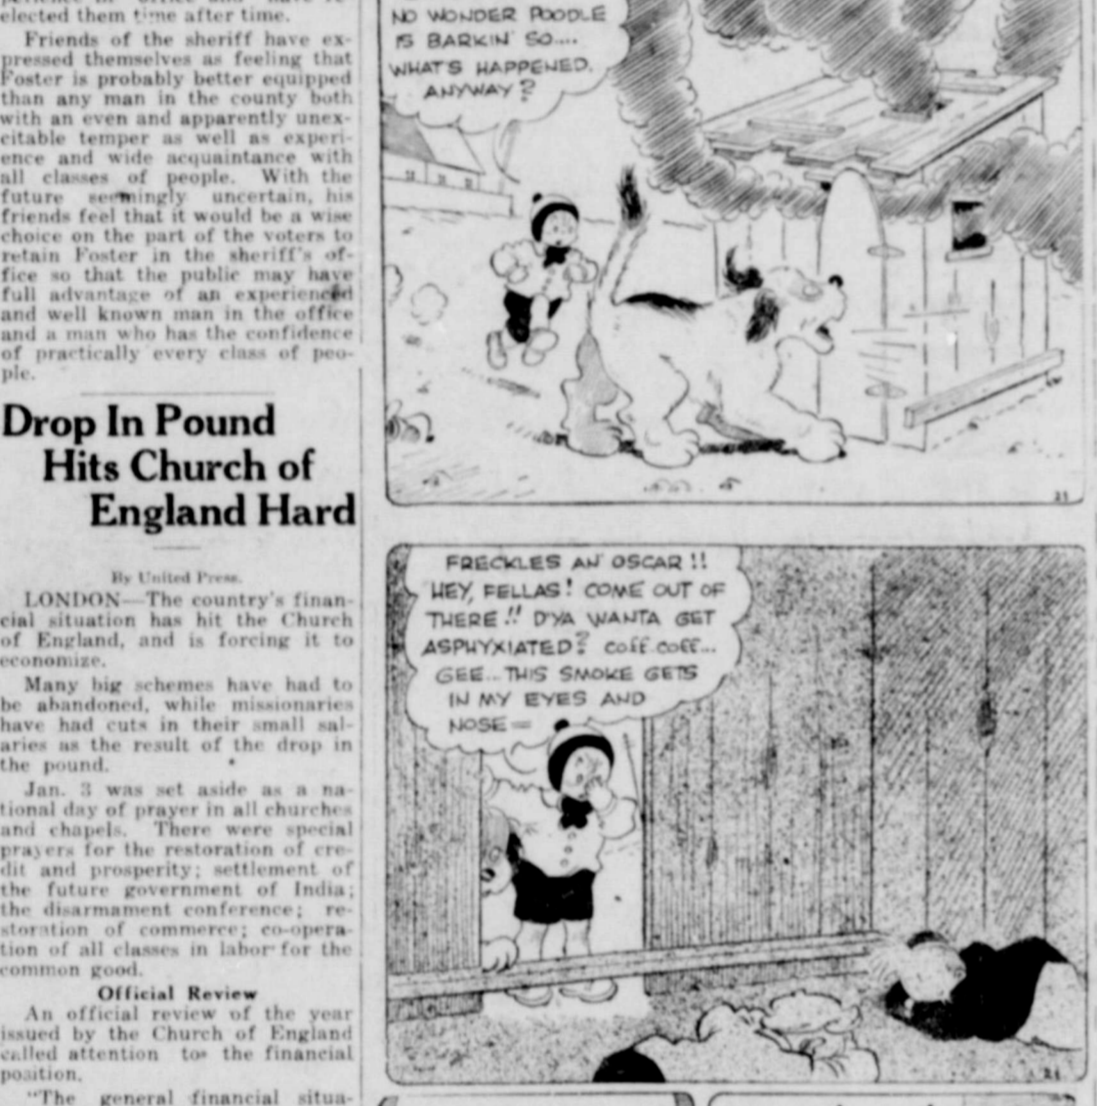 elected them time after time.
Friends of the sheriff have ex-
pressed themselves as feeling that
Foster is probably better equipped
than any man in the county both
with an even and apparently unex-
citable temper as well as experi-
ence and wide acquaintance with
all classes of people. With the
future seemingly uncertain, his
friends feel that it would be a wise
choice on the part of the voters to
retain Foster in the sheriff's of-
fice so that the public may have
full advantage of an experienced
and well known man in the office
and a man who has the confidence
of practically every class of peo-
ple.
Drop In Pound
Hits Church of
England Hard
By United Press.
LONDON—The country's finan-
cial situation has hit the Church
of England, and is forcing it to
economize.
Many big schemes have had to
be abandoned, while missionaries
have had cuts in their small sal-
aries as the result of the drop in
the pound.
Jan. 3 was set aside as a na-
tional day of prayer in all churches
and chapels. There were special
prayers for the restoration of cre-
dit and prosperity; settlement of
the future government of India;
the disarmament conference; re-
storation of commerce; co-opera-
tion of all classes in labor for the
common good.
Official Review
An official review of the year
issued by the Church of England
called attention to the financial
position.
"The general financial situa-
NO WONDER POODLE
IS BARKIN' SO....
WHAT'S HAPPENED,
ANYWAY?
21
FRECKLES AN' OSCAR!!
HEY, FELLAS! COME OUT OF
THERE!! D'YA WANTA GET
ASPHYXIATED? coff coff...
GEE...THIS SMOKE GETS
IN MY EYES AND
NOSE=
21